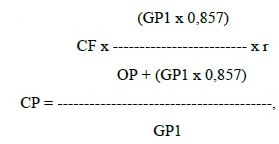 (GP1 x 0,857)
CF x ------------------------- x r
OP + (GP1 x 0,857)
CP = ----------------------------------------,
GP1